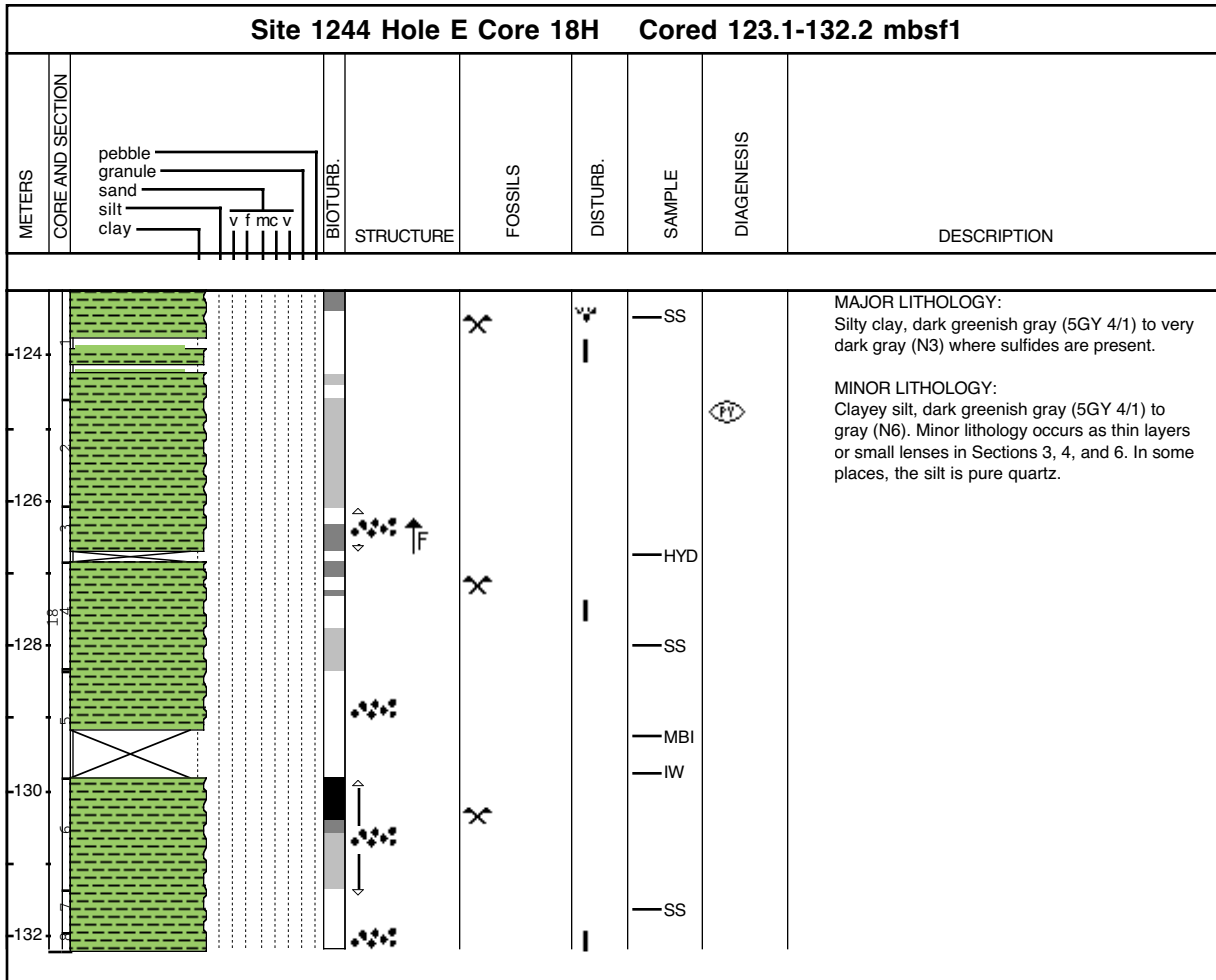 Site 1244 Hole E Core 18H Cored 123.1-132.2 mbsf1
METERS
CORE AND SECTION
pebble
granule
sand
silt
clay
v f mc v
BIOTURB.
STRUCTURE
FOSSILS
DISTURB.
SAMPLE
DIAGENESIS
DESCRIPTION
124
126
128
130
132
18
1
2
3
4
5
6
7
8
F
SS
HYD
SS
MBI
IW
SS
PY
MAJOR LITHOLOGY:
Silty clay, dark greenish gray (5GY 4/1) to very
dark gray (N3) where sulfides are present.
MINOR LITHOLOGY:
Clayey silt, dark greenish gray (5GY 4/1) to
gray (N6). Minor lithology occurs as thin layers
or small lenses in Sections 3, 4, and 6. In some
places, the silt is pure quartz.